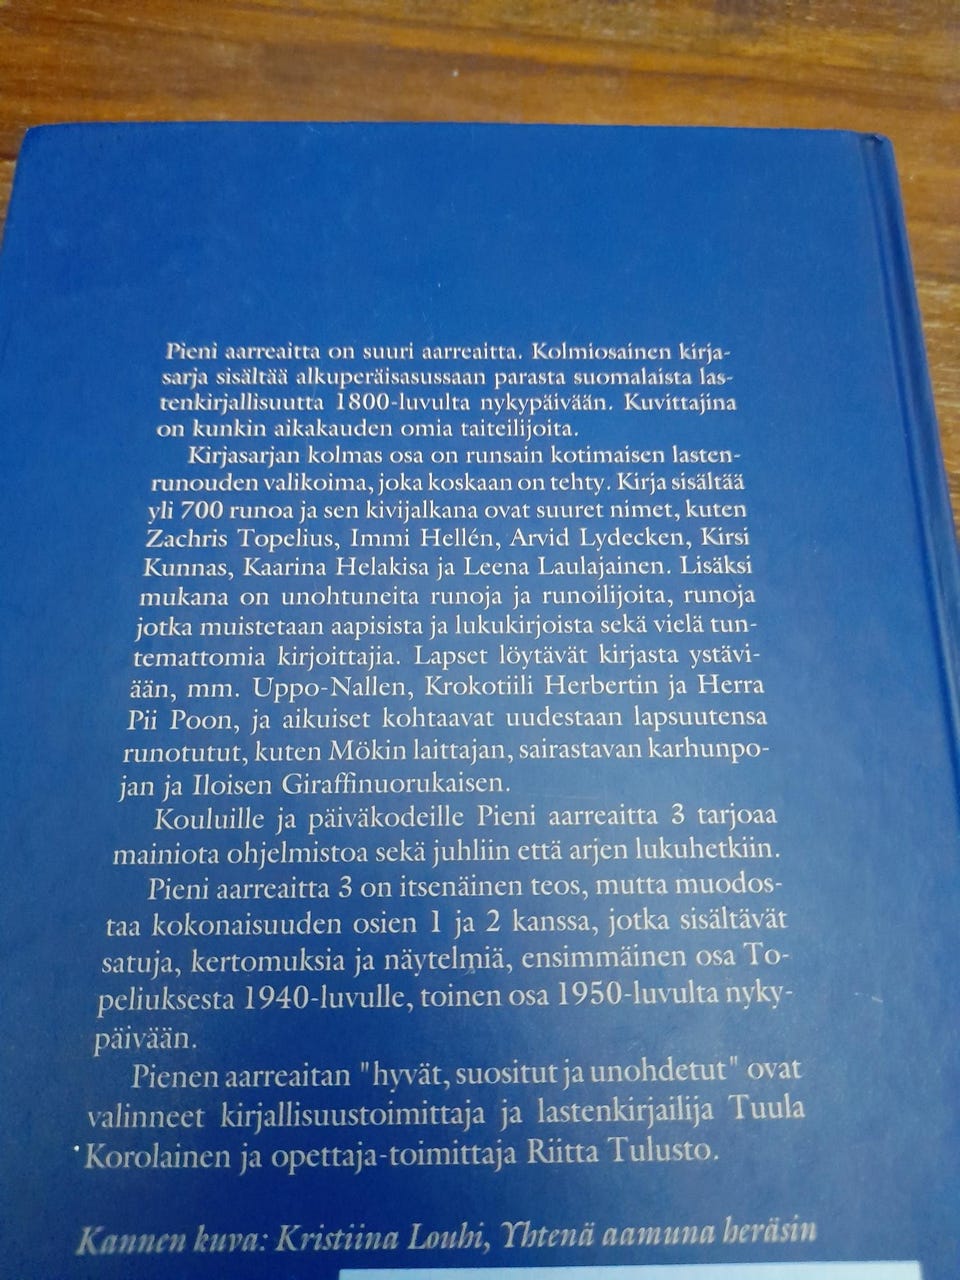 Pieni aarreaitta on suuri aarreaitta. Kolmiosainen kirja-
sarja sisältää alkuperäisasussaan parasta suomalaista las-
tenkirjallisuutta 1800-luvulta nykypäivään. Kuvittajina
on kunkin aikakauden omia taiteilijoita.
Kirjasarjan kolmas osa on runsain kotimaisen lasten-
runouden valikoima, joka koskaan on tehty. Kirja sisältää
yli 700 runoa ja sen kivijalkana ovat suuret nimet, kuten
Zachris Topelius, Immi Hellén, Arvid Lydecken, Kirsi
Kunnas, Kaarina Helakisa ja Leena Laulajainen. Lisäksi
mukana on unohtuneita runoja ja runoilijoita, runoja
jotka muistetaan aapisista ja lukukirjoista sekä vielä tun-
temattomia kirjoittajia. Lapset löytävät kirjasta ystävi-
ään, mm. Uppo-Nallen, Krokotiili Herbertin ja Herra
Pii Poon, ja aikuiset kohtaavat uudestaan lapsuutensa
runotutut, kuten Mökin laittajan, sairastavan karhunpo-
jan ja Iloisen Giraffinuorukaisen.
Kouluille ja päiväkodeille Pieni aarreaitta 3 tarjoaa
mainiota ohjelmistoa sekä juhliin että arjen lukuhetkiin.
Pieni aarreaitta 3 on itsenäinen teos, mutta muodos-
taa kokonaisuuden osien 1 ja 2 kanssa, jotka sisältävät
satuja, kertomuksia ja näytelmiä, ensimmäinen osa To-
peliuksesta 1940-luvulle, toinen osa 1950-luvulta nyky-
päivään.
Pienen aarreaitan "hyvät, suositut ja unohdetut" ovat
valinneet kirjallisuustoimittaja ja lastenkirjailija Tuula
Korolainen ja opettaja-toimittaja Riitta Tulusto.
Kannen kuva: Kristiina Louhi, Yhtenä aamuna heräsin